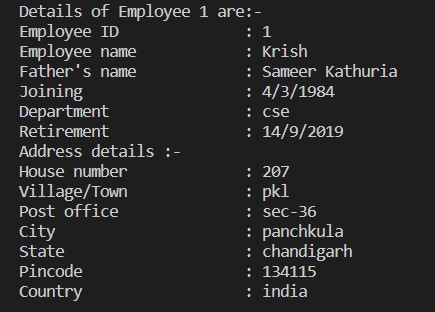 Details of Employee 1 are:-
Employee ID : 1
Employee name : Krish
Father's name : Sameer Kathuria
Joining : 4/3/1984
Department : cse
Retirement : 14/9/2019
Address details :-
House number : 207
Village/Town : pkl
Post office : sec-36
City : panchkula
State : chandigarh
Pincode : 134115
Country : india